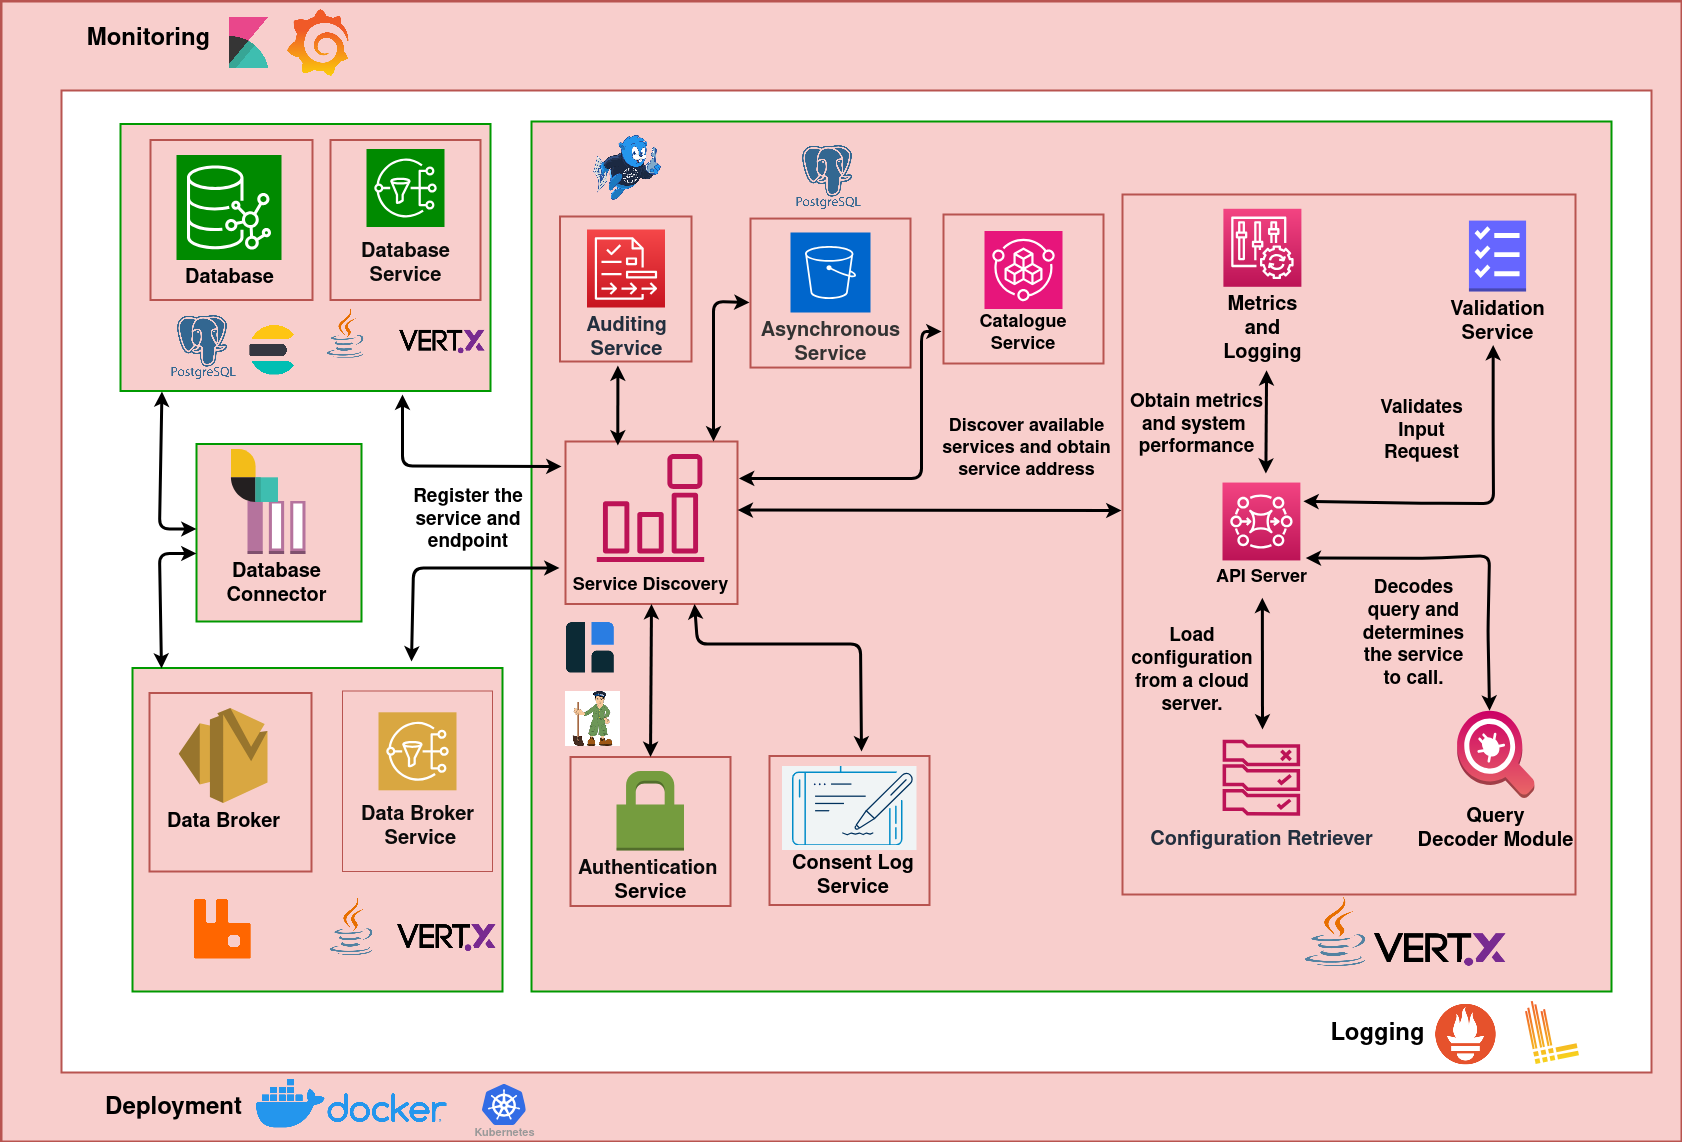 Monitoring
Database
Database
Service
PostgreSQL
VERT.X
PostgreSQL
Auditing
Service
Asynchronous
Service
Catalogue
Service
Metrics
and
Logging
Validation
Service
Obtain metrics
and system
performance
Validates
Input
Request
Discover available
services and obtain
service address
Register the
service and
endpoint
Database
Connector
Service Discovery
API Server
Decodes
query and
determines
the service
to call.
Load
configuration
from a cloud
server.
Data Broker
Data Broker
Service
VERT.X
Authentication
Service
Consent Log
Service
Configuration Retriever
Query
Decoder Module
VERT.X
Logging
Deployment
docker
Kubernetes